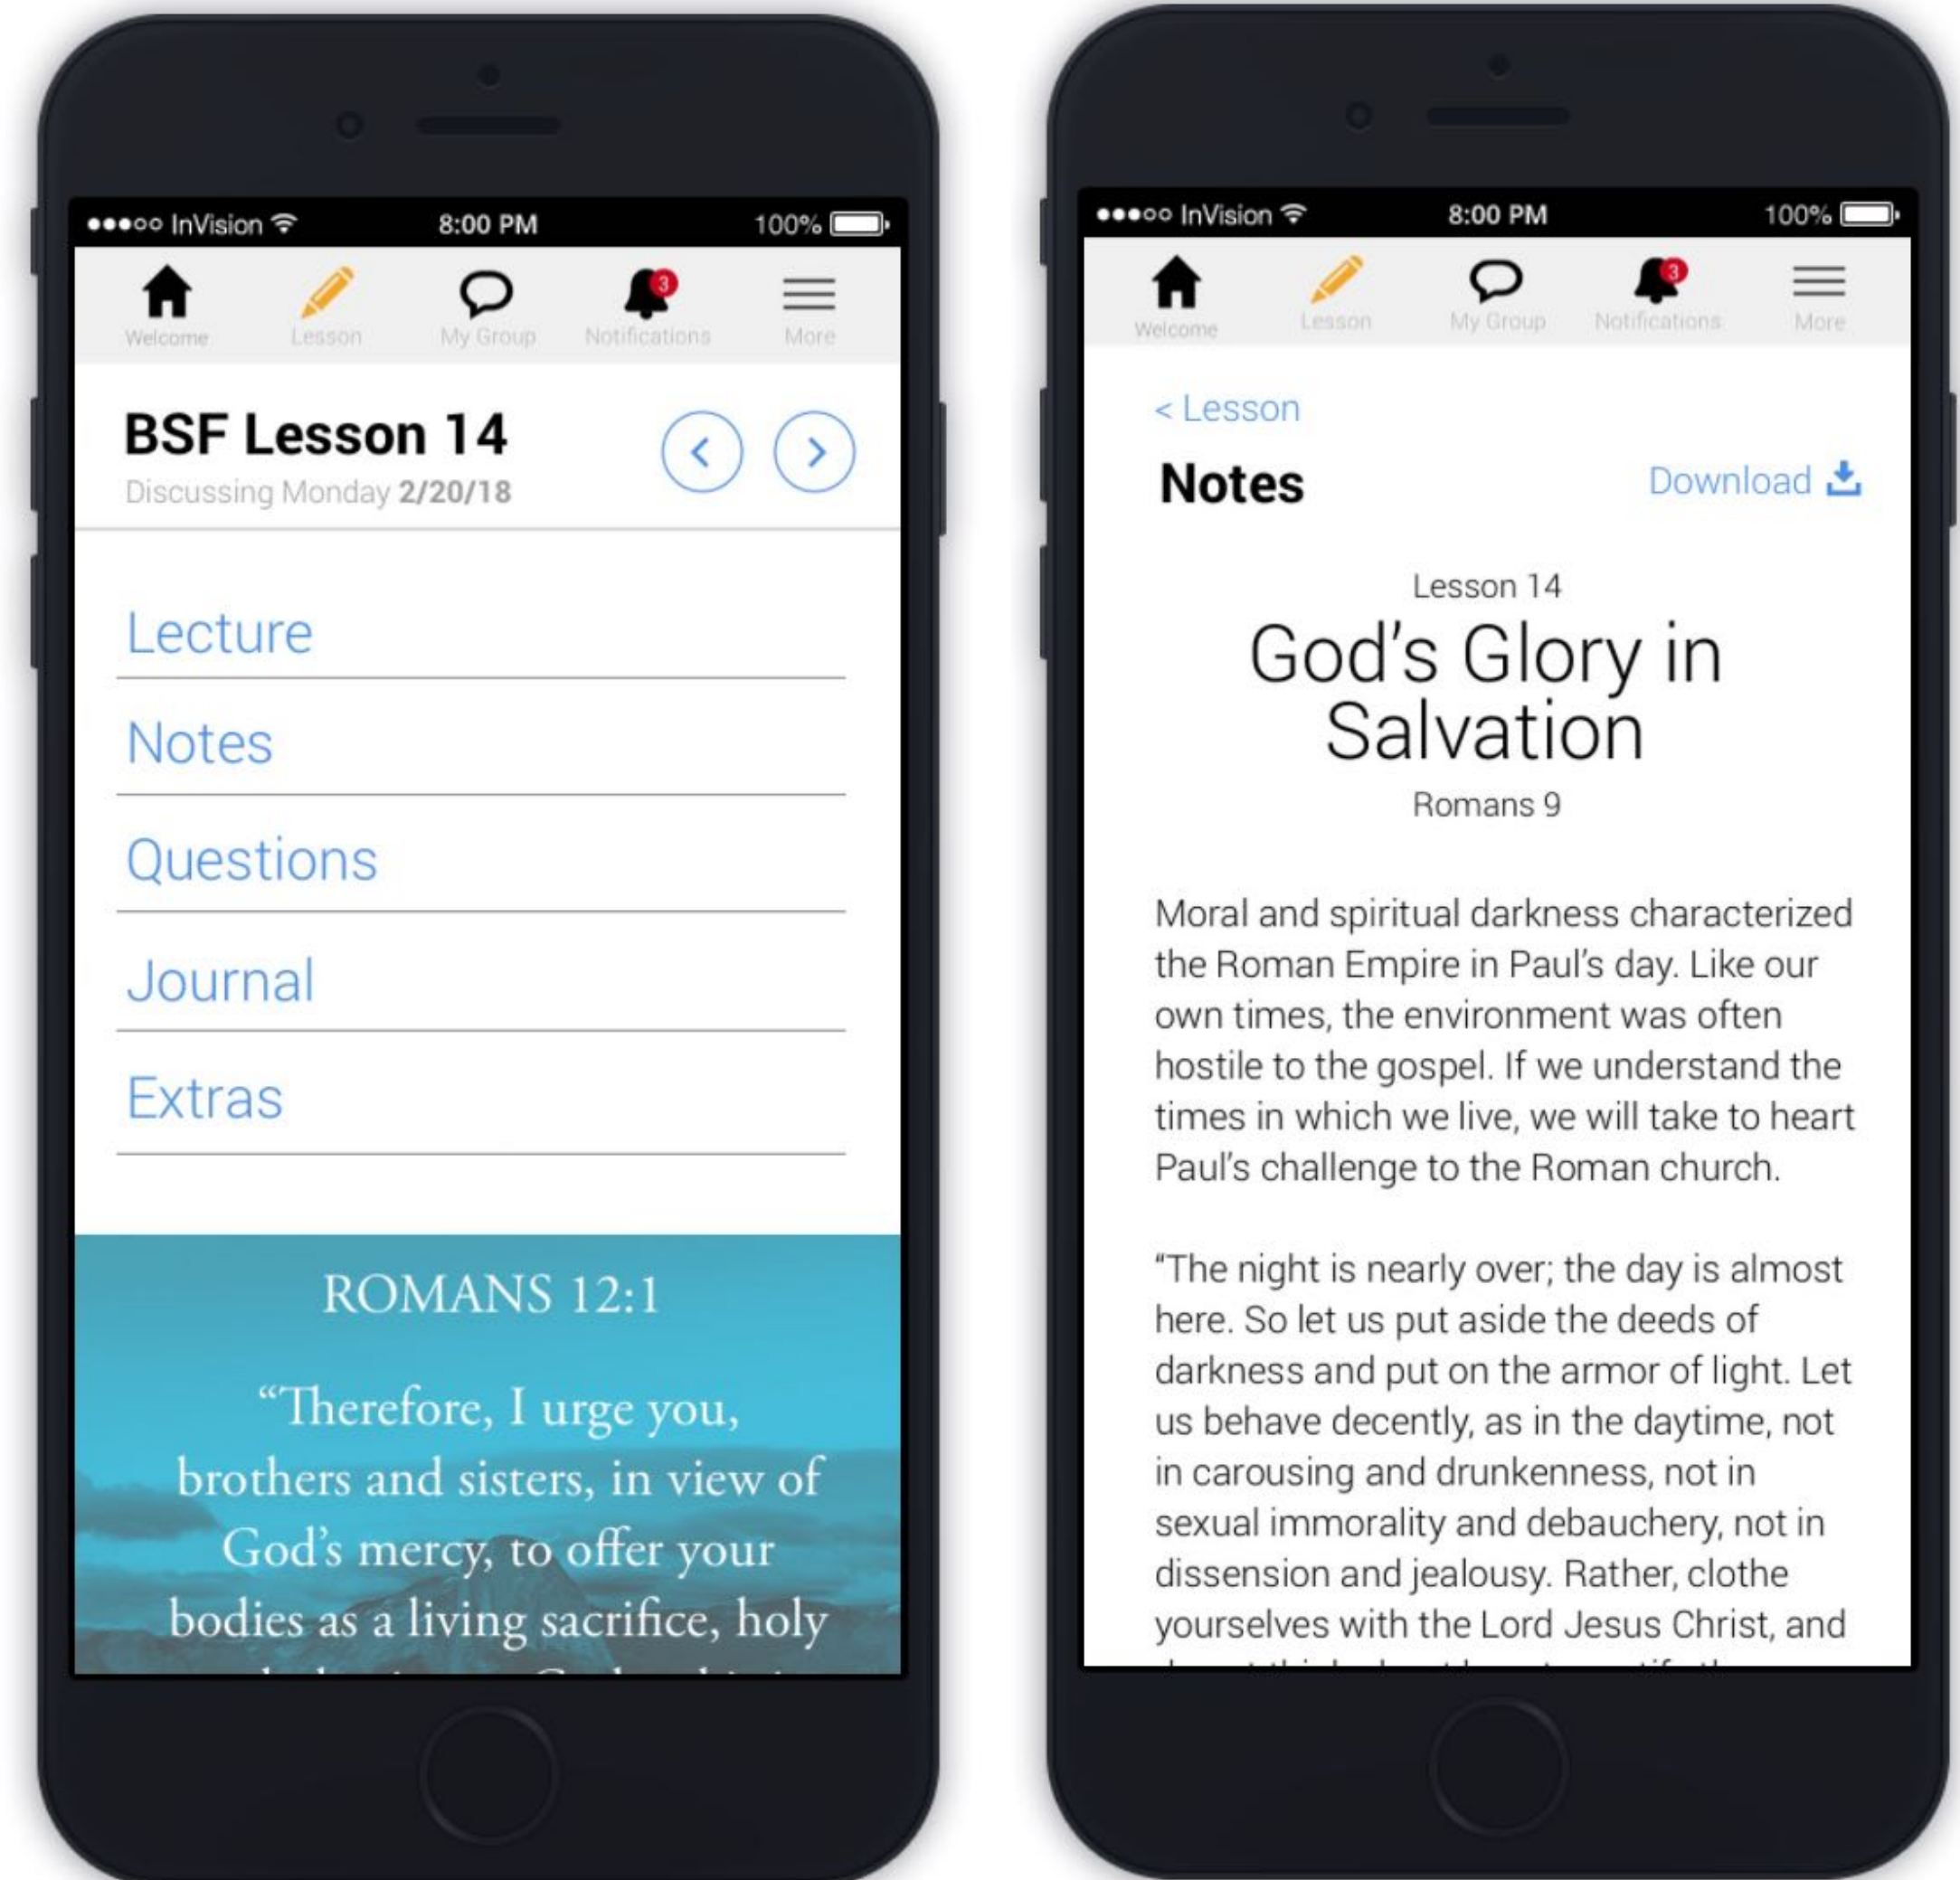 InVision 8:00 PM 100%
3
Welcome Lesson My Group Notifications More
BSF Lesson 14
Discussing Monday 2/20/18
Lecture
Notes
Questions
Journal
Extras
ROMANS 12:1
“Therefore, I urge you,
brothers and sisters, in view of
God’s mercy, to offer your
bodies as a living sacrifice, holy
InVision 8:00 PM 100%
3
Welcome Lesson My Group Notifications More
< Lesson
Notes Download
Lesson 14
God’s Glory in
Salvation
Romans 9
Moral and spiritual darkness characterized
the Roman Empire in Paul’s day. Like our
own times, the environment was often
hostile to the gospel. If we understand the
times in which we live, we will take to heart
Paul’s challenge to the Roman church.
“The night is nearly over; the day is almost
here. So let us put aside the deeds of
darkness and put on the armor of light. Let
us behave decently, as in the daytime, not
in carousing and drunkenness, not in
sexual immorality and debauchery, not in
dissension and jealousy. Rather, clothe
yourselves with the Lord Jesus Christ, and